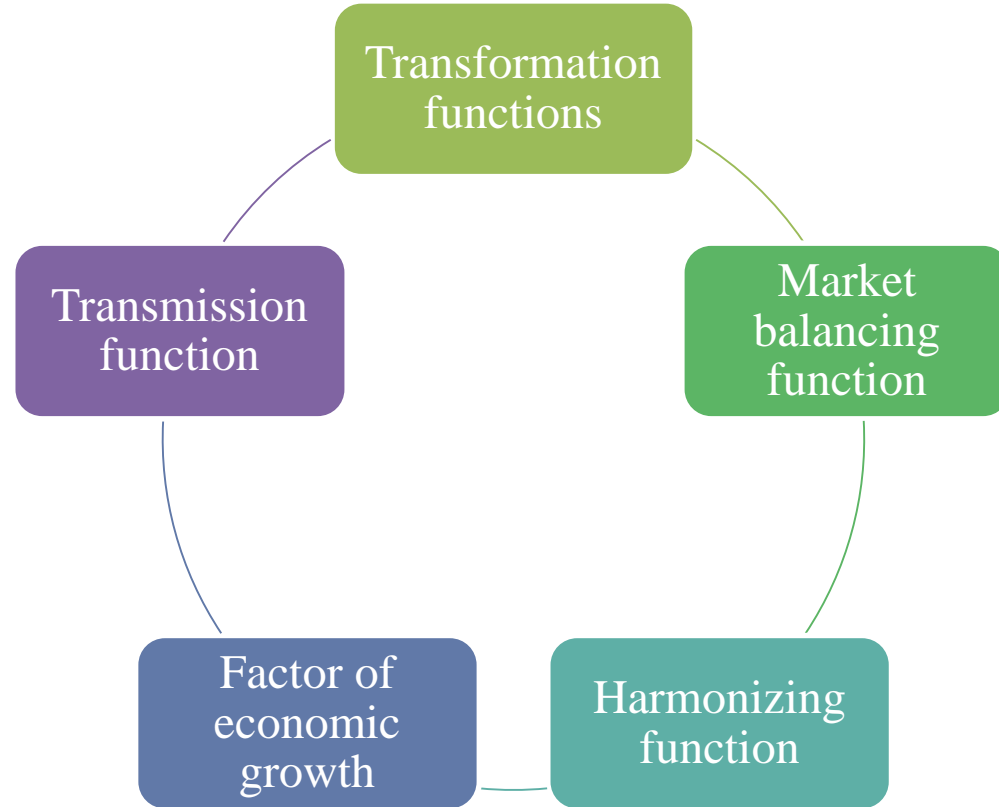 Transformation
functions
Market
balancing
function
Harmonizing
function
Factor of
economic
growth
Transmission
function